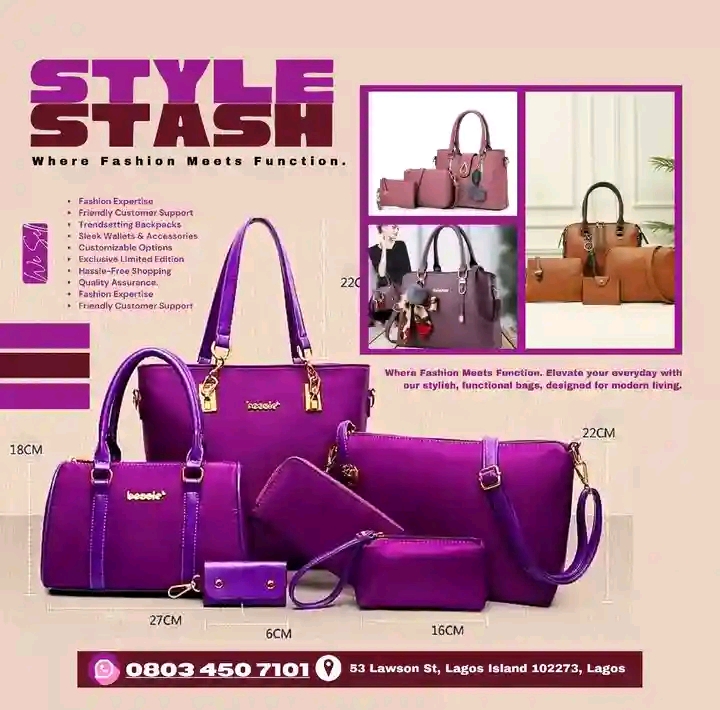 STYLE
STASH
Where Fashion Meets Function.
We Sell
Fashion Expertise
Friendly Customer Support
Trendsetting Backpacks
Sleek Wallets & Accessories
Customizable Options
Exclusive Limited Edition
Hassle-Free Shopping
Quality Assurance.
Fashion Expertise
Friendly Customer Support
22C
Where Fashion Meets Function. Elevate your everyday with
our stylish, functional bags, designed for modern living.
22CM
18CM
27CM
6CM
16CM
0803 450 7101
53 Lawson St, Lagos Island 102273, Lagos